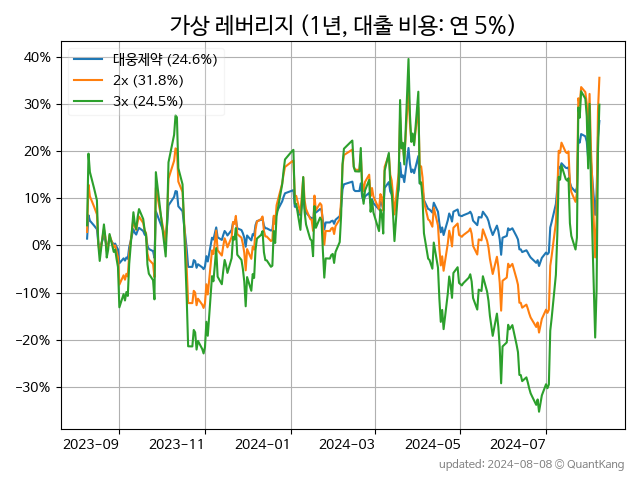 가상 레버리지 (1년, 대출 비용: 연 5%)
대웅제약 (24.6%)
2x (31.8%)
3x (24.5%)
40%
30%
20%
10%
0%
−10%
−20%
−30%
2023-09
2023-11
2024-01
2024-03
2024-05
2024-07
updated: 2024-08-08 © QuantKang